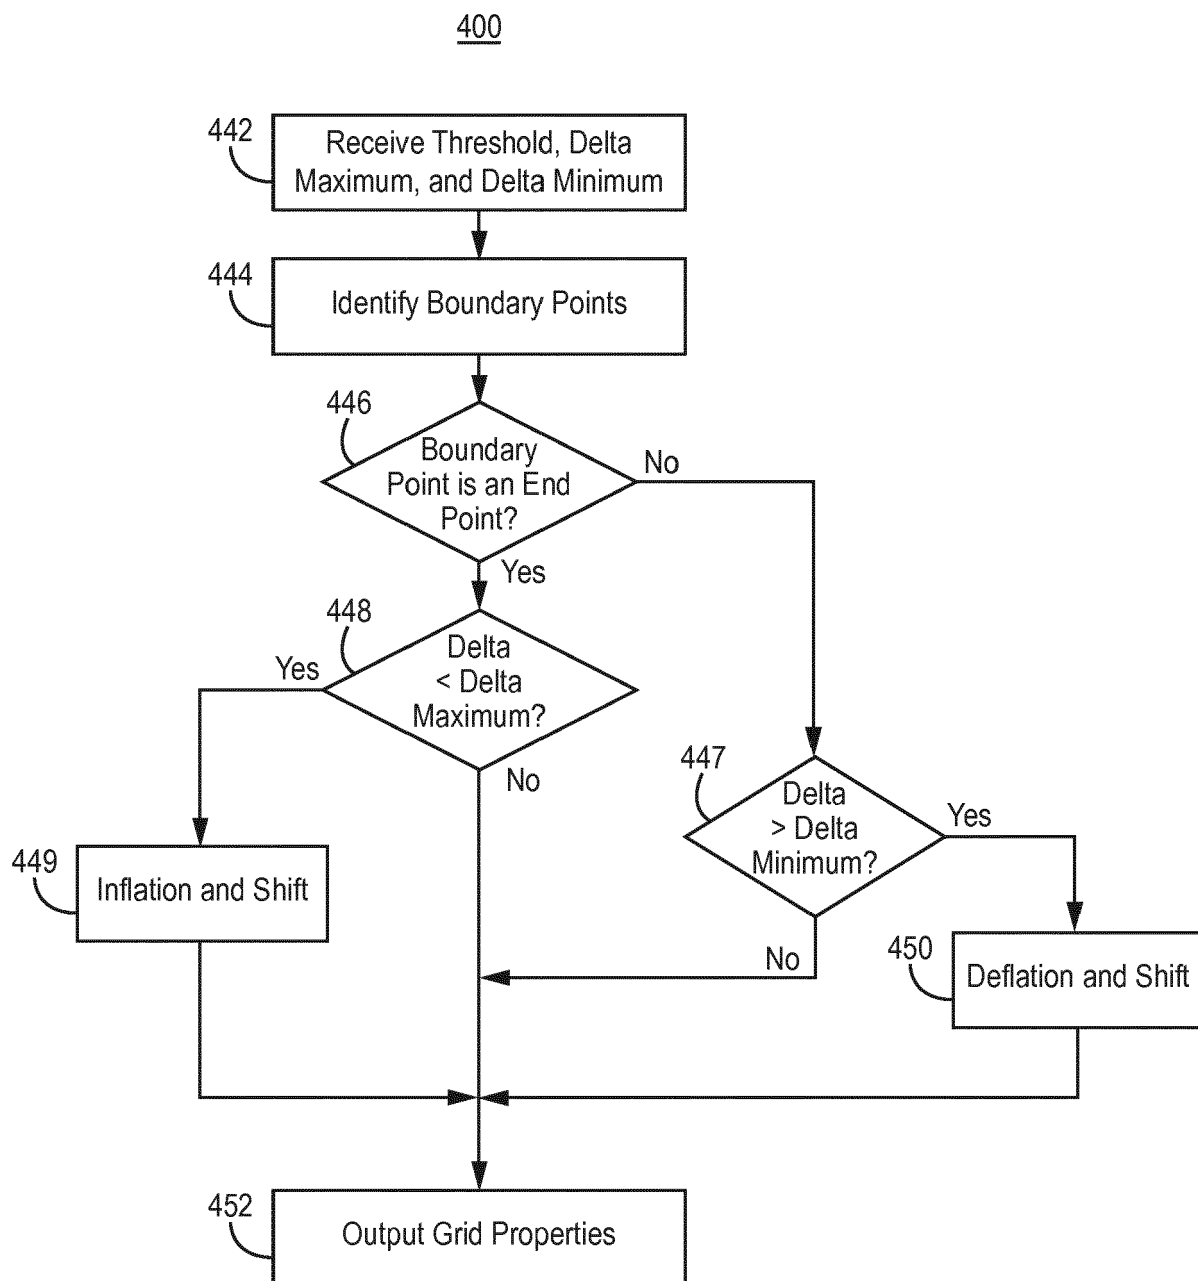 400
442
Receive Threshold, Delta
Maximum, and Delta Minimum
444
Identify Boundary Points
446
Boundary
Point is an End
Point?
No
Yes
448
Delta
< Delta
Maximum?
Yes
No
447
Delta
> Delta
Minimum?
Yes
No
449
Inflation and Shift
450
Deflation and Shift
452
Output Grid Properties